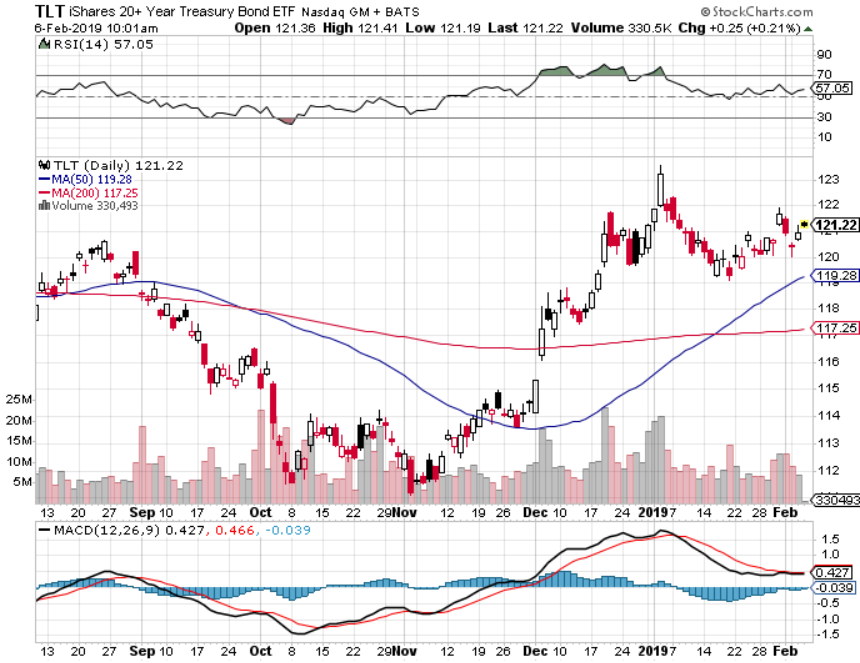 TLT iShares 20+ Year Treasury Bond ETF Nasdaq GM + BATS
© StockCharts.com
6-Feb-2019 10:01am
Open 121.36 High 121.41 Low 121.19 Last 121.22 Volume 330.5K Chg +0.25 (+0.21%)
RSI(14) 57.05
90
70
57.05
50
30
10
TLT (Daily) 121.22
MA(50) 119.28
MA(200) 117.25
Volume 330,493
123
122
121.22
121
120
119.28
119
118
117.25
117
116
115
114
113
112
25M
20M
15M
10M
5M
330493
13 20 27 Sep 10 17 24 Oct 8 15 22 29 Nov 12 19 26 Dec 10 17 24 2019 7 14 22 28 Feb
MACD(12,26,9) 0.427, 0.466, -0.039
1.5
1.0
0.427
-0.039
-0.5
-1.0
-1.5
13 20 27 Sep 10 17 24 Oct 8 15 22 29 Nov 12 19 26 Dec 10 17 24 2019 7 14 22 28 Feb